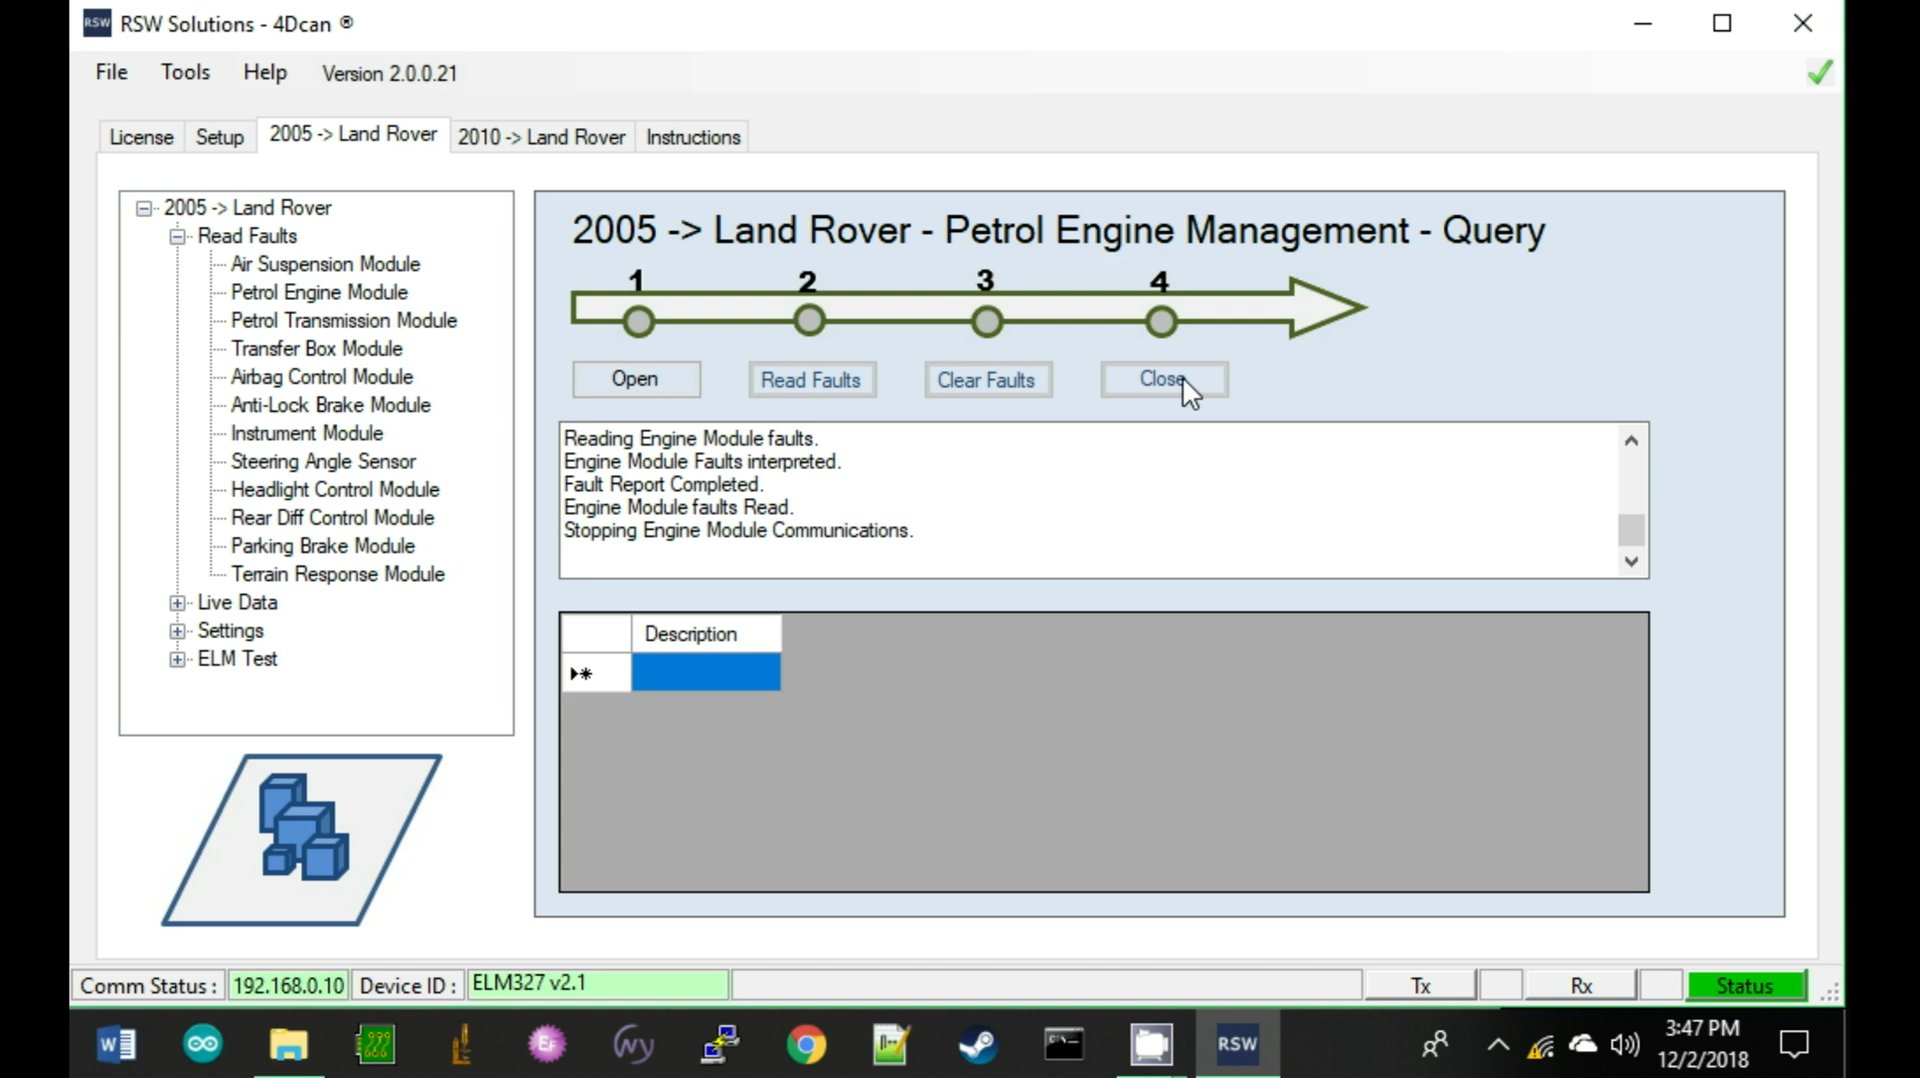 RSW RSW Solutions - 4Dcan ®
File Tools Help Version 2.0.0.21
License Setup 2005 -> Land Rover 2010 -> Land Rover Instructions
2005 -> Land Rover
Read Faults
Air Suspension Module
Petrol Engine Module
Petrol Transmission Module
Transfer Box Module
Airbag Control Module
Anti-Lock Brake Module
Instrument Module
Steering Angle Sensor
Headlight Control Module
Rear Diff Control Module
Parking Brake Module
Terrain Response Module
Live Data
Settings
ELM Test
2005 -> Land Rover - Petrol Engine Management - Query
1 2 3 4
Open Read Faults Clear Faults Close
Reading Engine Module faults.
Engine Module Faults interpreted.
Fault Report Completed.
Engine Module faults Read.
Stopping Engine Module Communications.
Description
Comm Status : 192.168.0.10 Device ID : ELM327 v2.1 Tx Rx Status
RSW
3:47 PM
12/2/2018